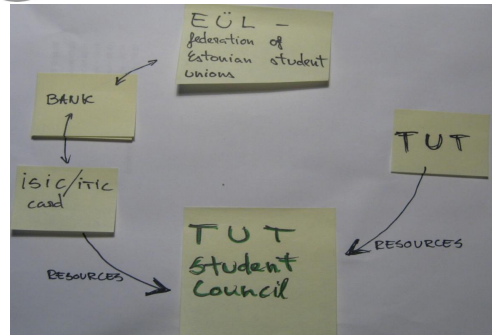 EÜL –
federation of
Estonian student
unions
BANK
TUT
isic/itic
card
TUT
student
council
RESOURCES
RESOURCES